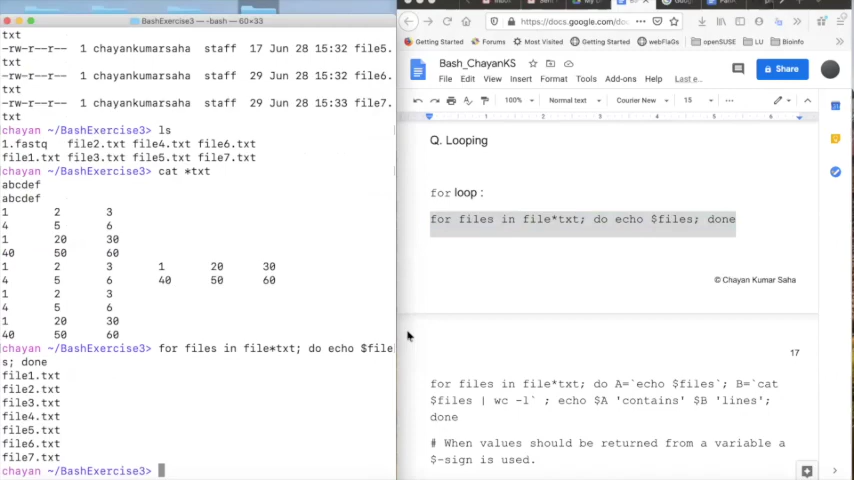 BashExercise3 — -bash — 60×33
txt
-rw-r--r-- 1 chayankumarsaha staff 17 Jun 28 15:32 file5.
txt
-rw-r--r-- 1 chayankumarsaha staff 29 Jun 28 15:32 file6.
txt
-rw-r--r-- 1 chayankumarsaha staff 29 Jun 28 15:33 file7.
txt
chayan ~/BashExercise3> ls
1.fastq file2.txt file4.txt file6.txt
file1.txt file3.txt file5.txt file7.txt
chayan ~/BashExercise3> cat *txt
abcdef
abcdef
1 2 3
4 5 6
1 20 30
40 50 60
1 2 3 1 20 30
4 5 6 40 50 60
1 2 3
4 5 6
1 20 30
40 50 60
chayan ~/BashExercise3> for files in file*txt; do echo $file
s; done
file1.txt
file2.txt
file3.txt
file4.txt
file5.txt
file6.txt
file7.txt
chayan ~/BashExercise3>
https://docs.google.com/do
Getting Started Forums Most Visited Getting Started webFlaGs openSUSE LU Bioinfo
Bash_ChayanKS
File Edit View Insert Format Tools Add-ons Help Last e...
Share
100% Normal text Courier New 15
1 2 3 4 5 6
Q. Looping
for loop :
for files in file*txt; do echo $files; done
© Chayan Kumar Saha
17
for files in file*txt; do A=`echo $files`; B=`cat
$files | wc -l` ; echo $A 'contains' $B 'lines';
done
# When values should be returned from a variable a
$-sign is used.